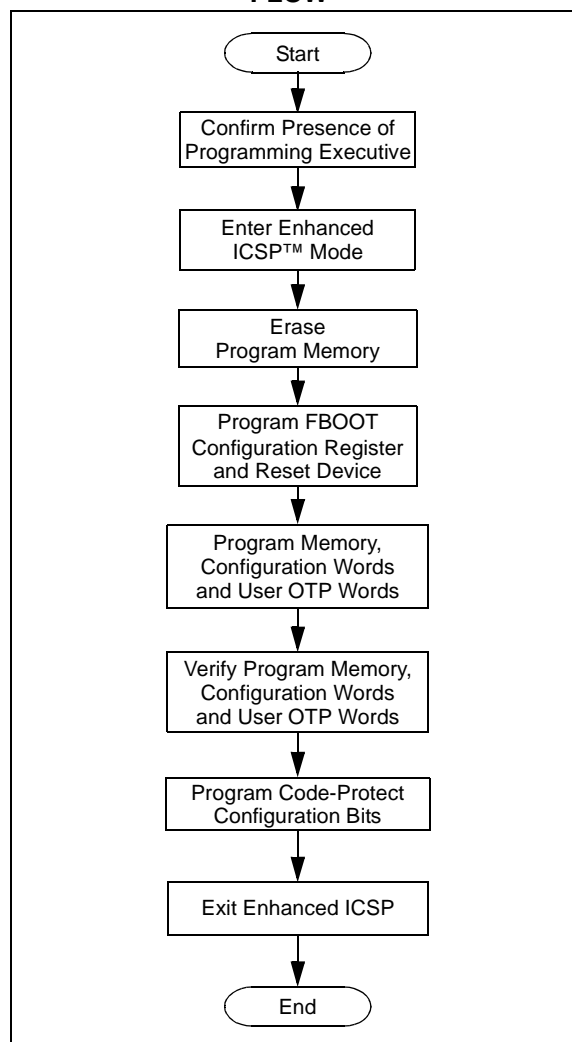 Start
Confirm Presence of
Programming Executive
Enter Enhanced
ICSP™ Mode
Erase
Program Memory
Program FBOOT
Configuration Register
and Reset Device
Program Memory,
Configuration Words
and User OTP Words
Verify Program Memory,
Configuration Words
and User OTP Words
Program Code-Protect
Configuration Bits
Exit Enhanced ICSP
End